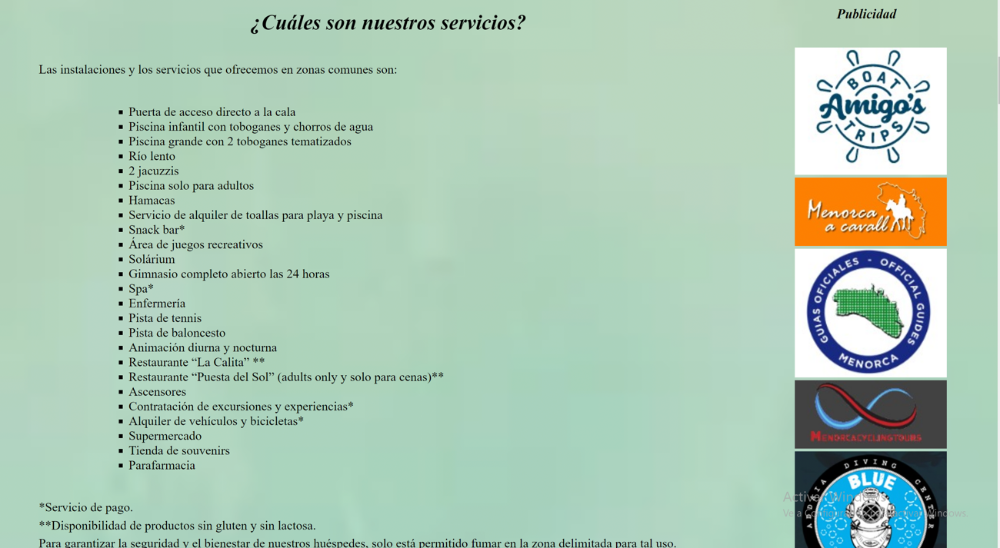 ¿Cuáles son nuestros servicios?
Las instalaciones y los servicios que ofrecemos en zonas comunes son:
Puerta de acceso directo a la cala
Piscina infantil con toboganes y chorros de agua
Piscina grande con 2 toboganes tematizados
Río lento
2 jacuzzis
Piscina solo para adultos
Hamacas
Servicio de alquiler de toallas para playa y piscina
Snack bar*
Área de juegos recreativos
Solárium
Gimnasio completo abierto las 24 horas
Spa*
Enfermería
Pista de tennis
Pista de baloncesto
Animación diurna y nocturna
Restaurante “La Calita” **
Restaurante “Puesta del Sol” (adults only y solo para cenas)**
Ascensores
Contratación de excursiones y experiencias*
Alquiler de vehículos y bicicletas*
Supermercado
Tienda de souvenirs
Parafarmacia
*Servicio de pago.
**Disponibilidad de productos sin gluten y sin lactosa.
Para garantizar la seguridad y el bienestar de nuestros huéspedes, solo está permitido fumar en la zona delimitada para tal uso.
Publicidad
BOAT
Amigo's
TRIPS
Menorca
a cavall
GUIAS OFICIALES - OFFICIAL GUIDES
MENORCA
MENORCACYCLINGTOURS
DIVING CENTER
BLUE
Activar Windows
Ve a Configuración para activar Windows.